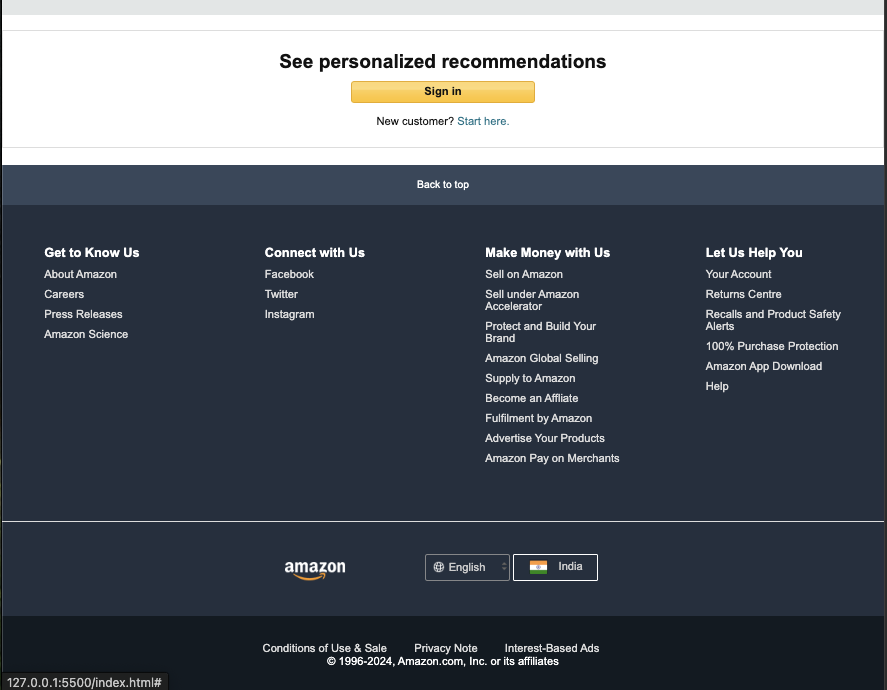 See personalized recommendations
Sign in
New customer? Start here.
Back to top
Get to Know Us
About Amazon
Careers
Press Releases
Amazon Science
Connect with Us
Facebook
Twitter
Instagram
Make Money with Us
Sell on Amazon
Sell under Amazon
Accelerator
Protect and Build Your
Brand
Amazon Global Selling
Supply to Amazon
Become an Affliate
Fulfilment by Amazon
Advertise Your Products
Amazon Pay on Merchants
Let Us Help You
Your Account
Returns Centre
Recalls and Product Safety
Alerts
100% Purchase Protection
Amazon App Download
Help
amazon
English
India
Conditions of Use & Sale Privacy Note Interest-Based Ads
© 1996-2024, Amazon.com, Inc. or its affiliates
127.0.0.1:5500/index.html#